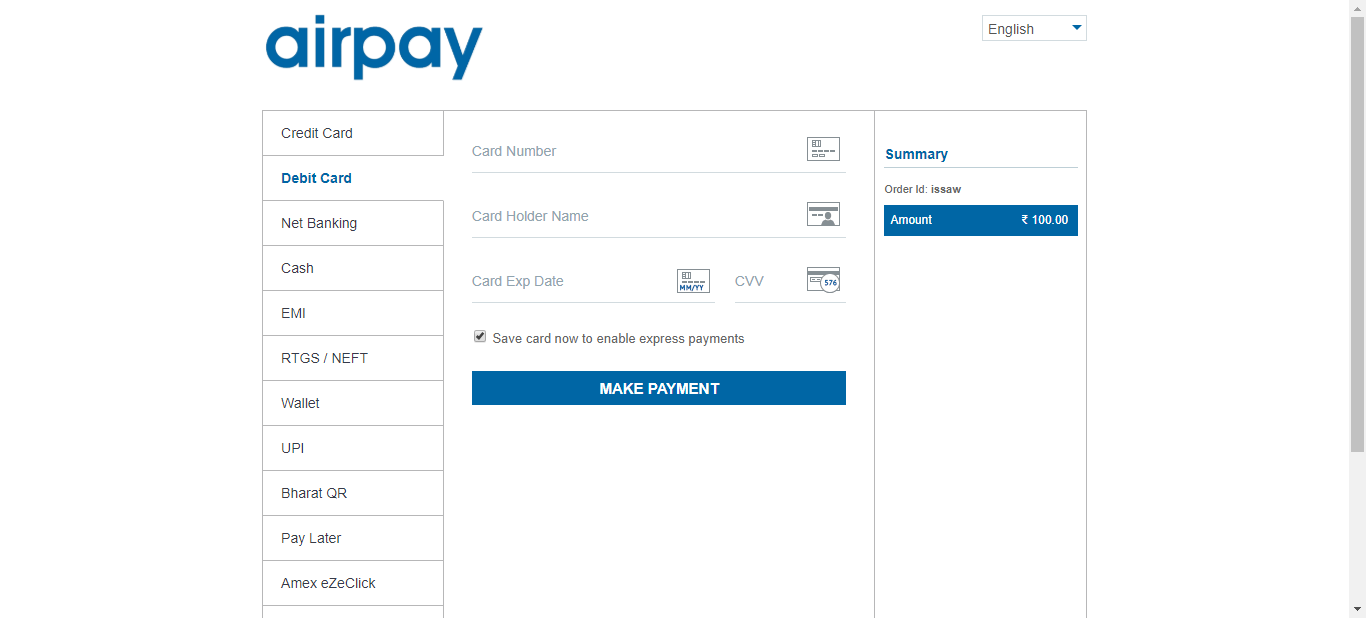 airpay
English
Credit Card
Debit Card
Net Banking
Cash
EMI
RTGS / NEFT
Wallet
UPI
Bharat QR
Pay Later
Amex eZeClick
Card Number
Card Holder Name
Card Exp Date
MM/YY
CVV
576
Save card now to enable express payments
MAKE PAYMENT
Summary
Order Id: issaw
Amount ₹ 100.00